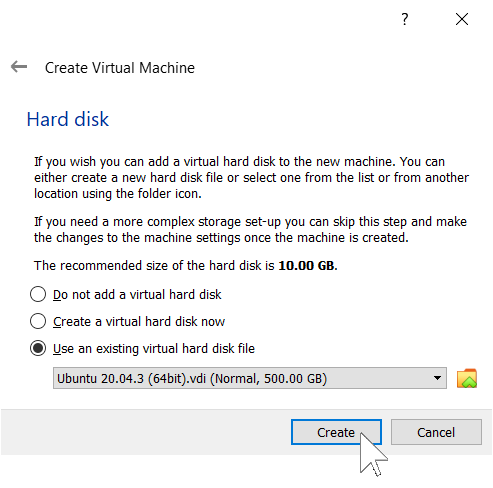 ?
Create Virtual Machine
Hard disk
If you wish you can add a virtual hard disk to the new machine. You can
either create a new hard disk file or select one from the list or from another
location using the folder icon.
If you need a more complex storage set-up you can skip this step and make
the changes to the machine settings once the machine is created.
The recommended size of the hard disk is 10.00 GB.
Do not add a virtual hard disk
Create a virtual hard disk now
Use an existing virtual hard disk file
Ubuntu 20.04.3 (64bit).vdi (Normal, 500.00 GB)
Create Cancel